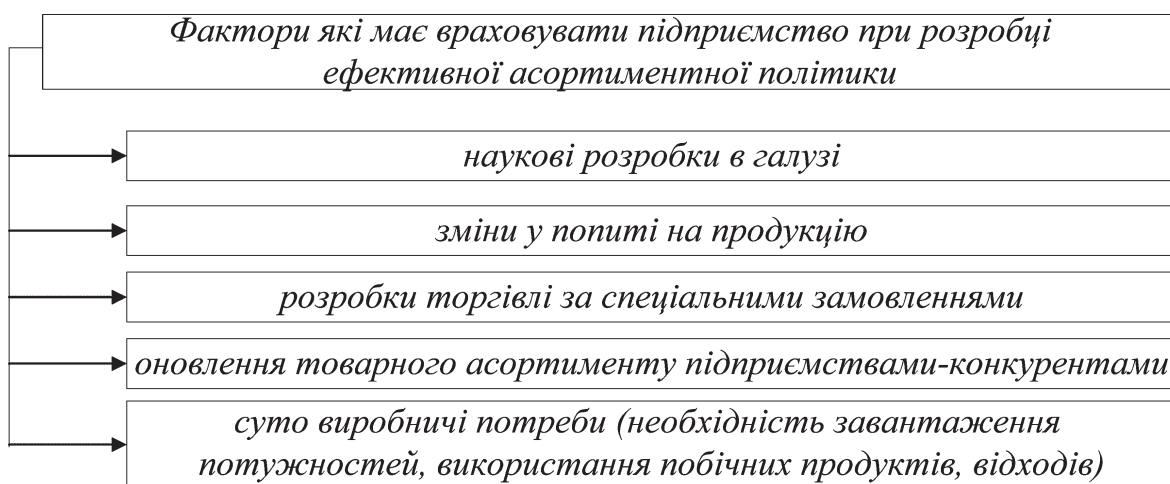 Фактори які має враховувати підприємство при розробці
ефективної асортиментної політики
наукові розробки в галузі
зміни у попиті на продукцію
розробки торгівлі за спеціальними замовленнями
оновлення товарного асортименту підприємствами-конкурентами
суто виробничі потреби (необхідність завантаження
потужностей, використання побічних продуктів, відходів)